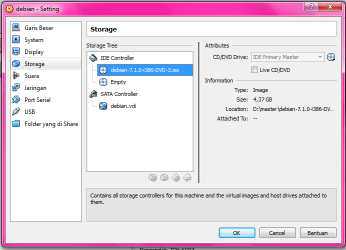 debian - Setting
Garis Besar
System
Display
Storage
Suara
Jaringan
Port Serial
USB
Folder yang di Share
Storage
Storage Tree
IDE Controller
debian-7.1.0-i386-DVD-3.iso
Empty
SATA Controller
debian.vdi
Attributes
CD/DVD Drive: IDE Primary Master
Live CD/DVD
Information
Type: Image
Size: 4,37 GB
Location: D:\master\debian-7.1.0-i386-DV...
Attached To: --
Contains all storage controllers for this machine and the virtual images and host drives attached to
them.
OK
Cancel
Bantuan